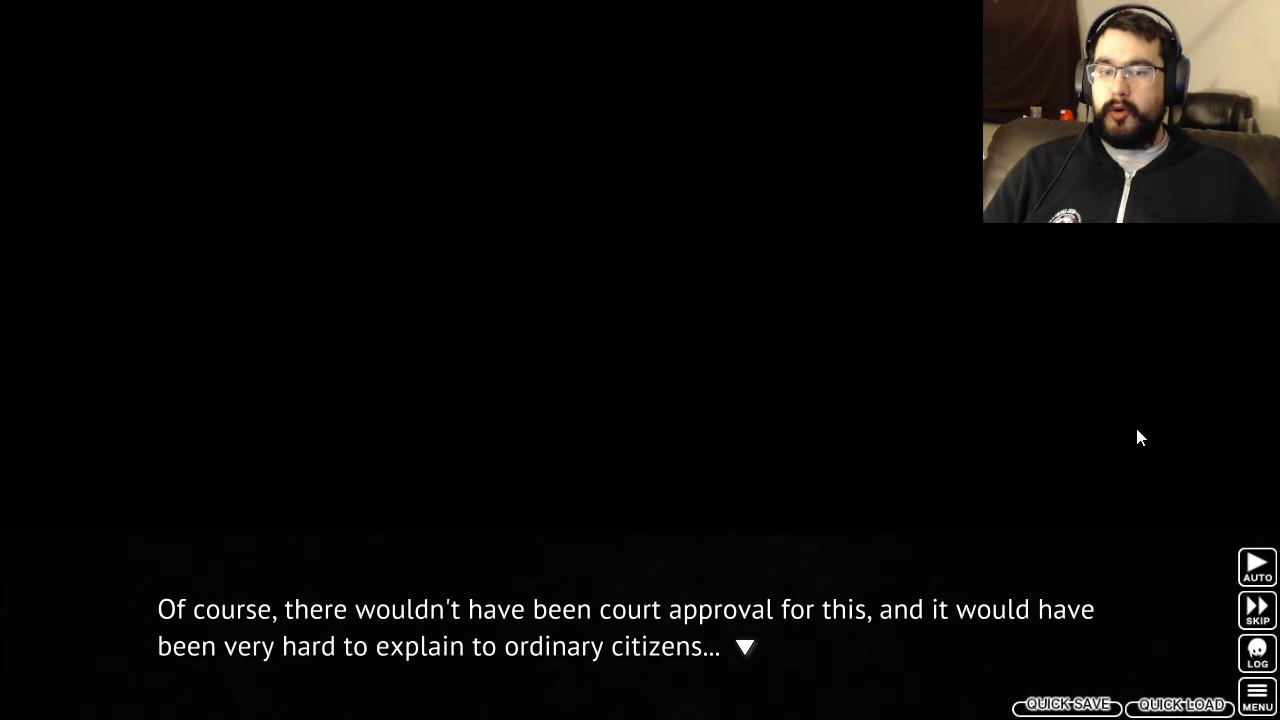 Of course, there wouldn't have been court approval for this, and it would have
been very hard to explain to ordinary citizens...
AUTO
SKIP
LOG
MENU
QUICK SAVE
QUICK LOAD